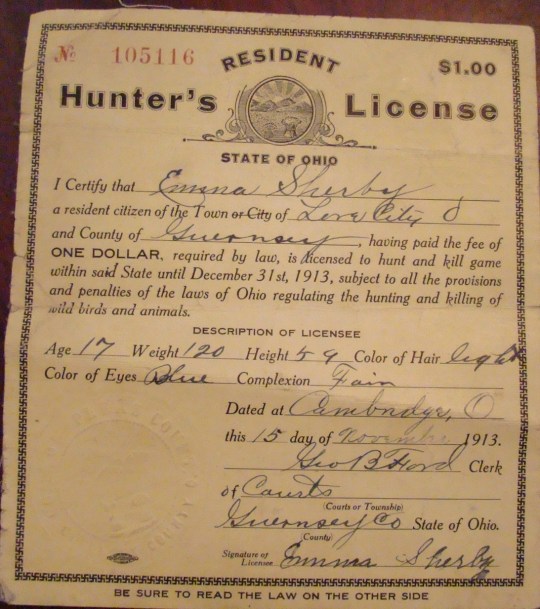 № 105116
RESIDENT
$1.00
Hunter's License
STATE OF OHIO
I Certify that Emma Sherby
a resident citizen of the Town or City of Lore City, O
and County of Guernsey, having paid the fee of
ONE DOLLAR, required by law, is licensed to hunt and kill game
within said State until December 31st, 1913, subject to all the provisions
and penalties of the laws of Ohio regulating the hunting and killing of
wild birds and animals.
DESCRIPTION OF LICENSEE
Age 17 Weight 120 Height 5 9 Color of Hair light
Color of Eyes Blue Complexion Fair
Dated at Cambridge, O
this 15 day of November 1913.
Geo B Ford Clerk
of Courts
(Courts or Township)
Guernsey Co State of Ohio.
(County)
Signature of
Licensee Emma Sherby
BE SURE TO READ THE LAW ON THE OTHER SIDE